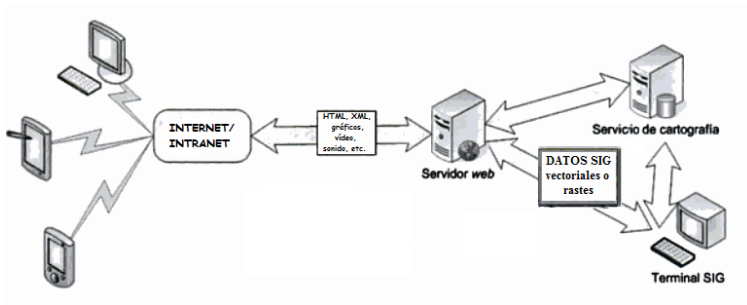 INTERNET/
INTRANET
HTML, XML,
gráficos,
vídeo,
sonido, etc.
Servidor web
Servicio de cartografía
DATOS SIG
vectoriales o
rastes
Terminal SIG